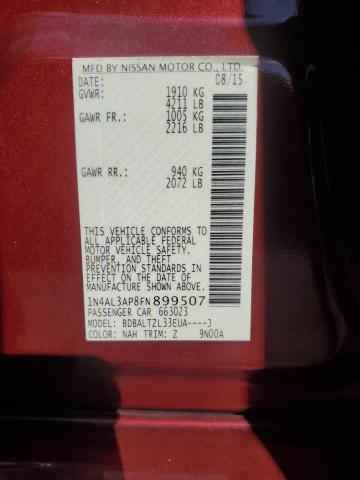 MFD BY NISSAN MOTOR CO., LTD.
DATE: 08/15
GVWR: 1910 KG
4211 LB
GAWR FR.: 1005 KG
2216 LB
GAWR RR.: 940 KG
2072 LB
THIS VEHICLE CONFORMS TO
ALL APPLICABLE FEDERAL
MOTOR VEHICLE SAFETY,
BUMPER, AND THEFT
PREVENTION STANDARDS IN
EFFECT ON THE DATE OF
MANUFACTURE SHOWN ABOVE.
1N4AL3AP8FN899507
PASSENGER CAR 663023
MODEL: BDBALTZL33EUA----J
COLOR: NAH TRIM: Z 9N00A